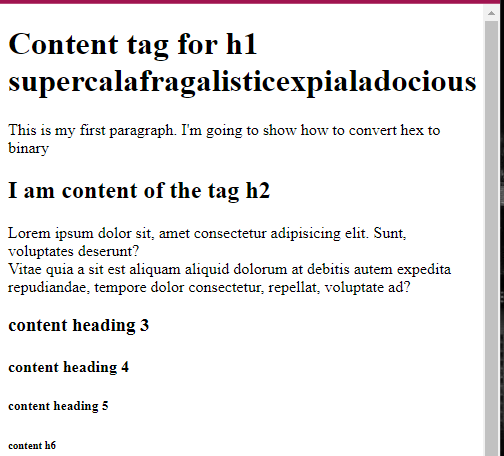 Content tag for h1
supercalafragalisticexpialadocious
This is my first paragraph. I'm going to show how to convert hex to
binary
I am content of the tag h2
Lorem ipsum dolor sit, amet consectetur adipisicing elit. Sunt,
voluptates deserunt?
Vitae quia a sit est aliquam aliquid dolorum at debitis autem expedita
repudiandae, tempore dolor consectetur, repellat, voluptate ad?
content heading 3
content heading 4
content heading 5
content h6